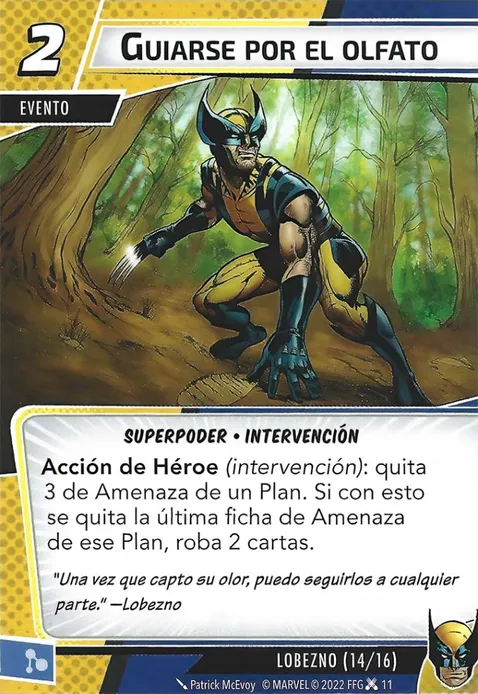 2
GUIARSE POR EL OLFATO
EVENTO
SUPERPODER • INTERVENCIÓN
Acción de Héroe (intervención): quita
3 de Amenaza de un Plan. Si con esto
se quita la última ficha de Amenaza
de ese Plan, roba 2 cartas.
"Una vez que capto su olor, puedo seguirlos a cualquier
parte." —Lobezno
LOBEZNO (14/16)
Patrick McEvoy © MARVEL © 2022 FFG 11